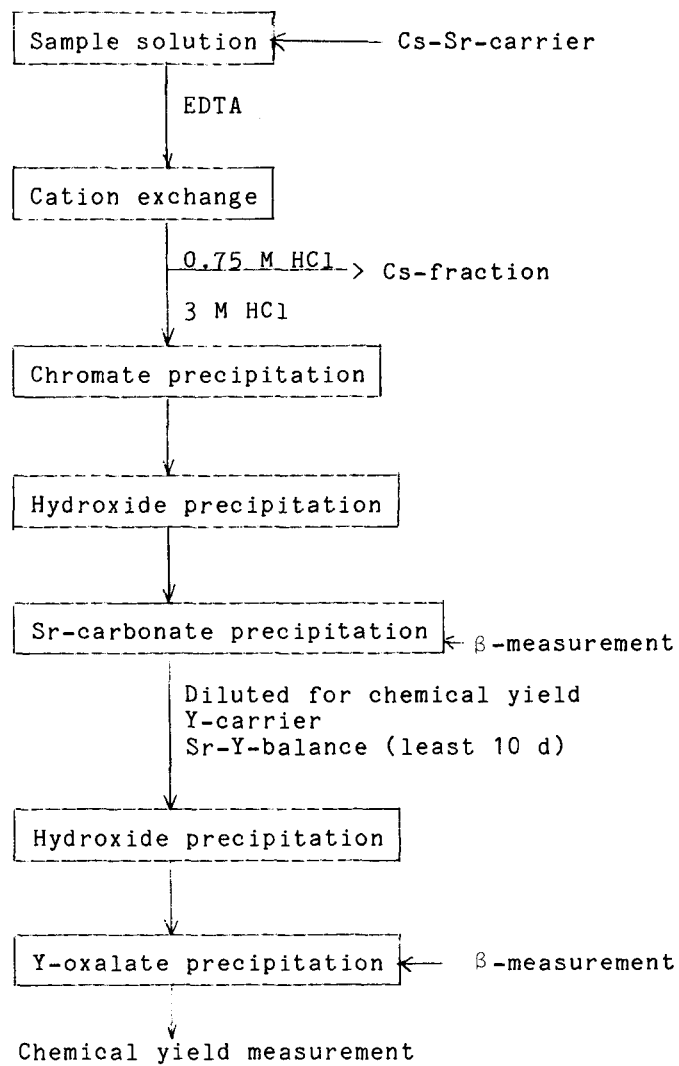 Sample solution
Cs-Sr-carrier
EDTA
Cation exchange
0.75 M HCl
Cs-fraction
3 M HCl
Chromate precipitation
Hydroxide precipitation
Sr-carbonate precipitation
β-measurement
Diluted for chemical yield
Y-carrier
Sr-Y-balance (least 10 d)
Hydroxide precipitation
Y-oxalate precipitation
β-measurement
Chemical yield measurement